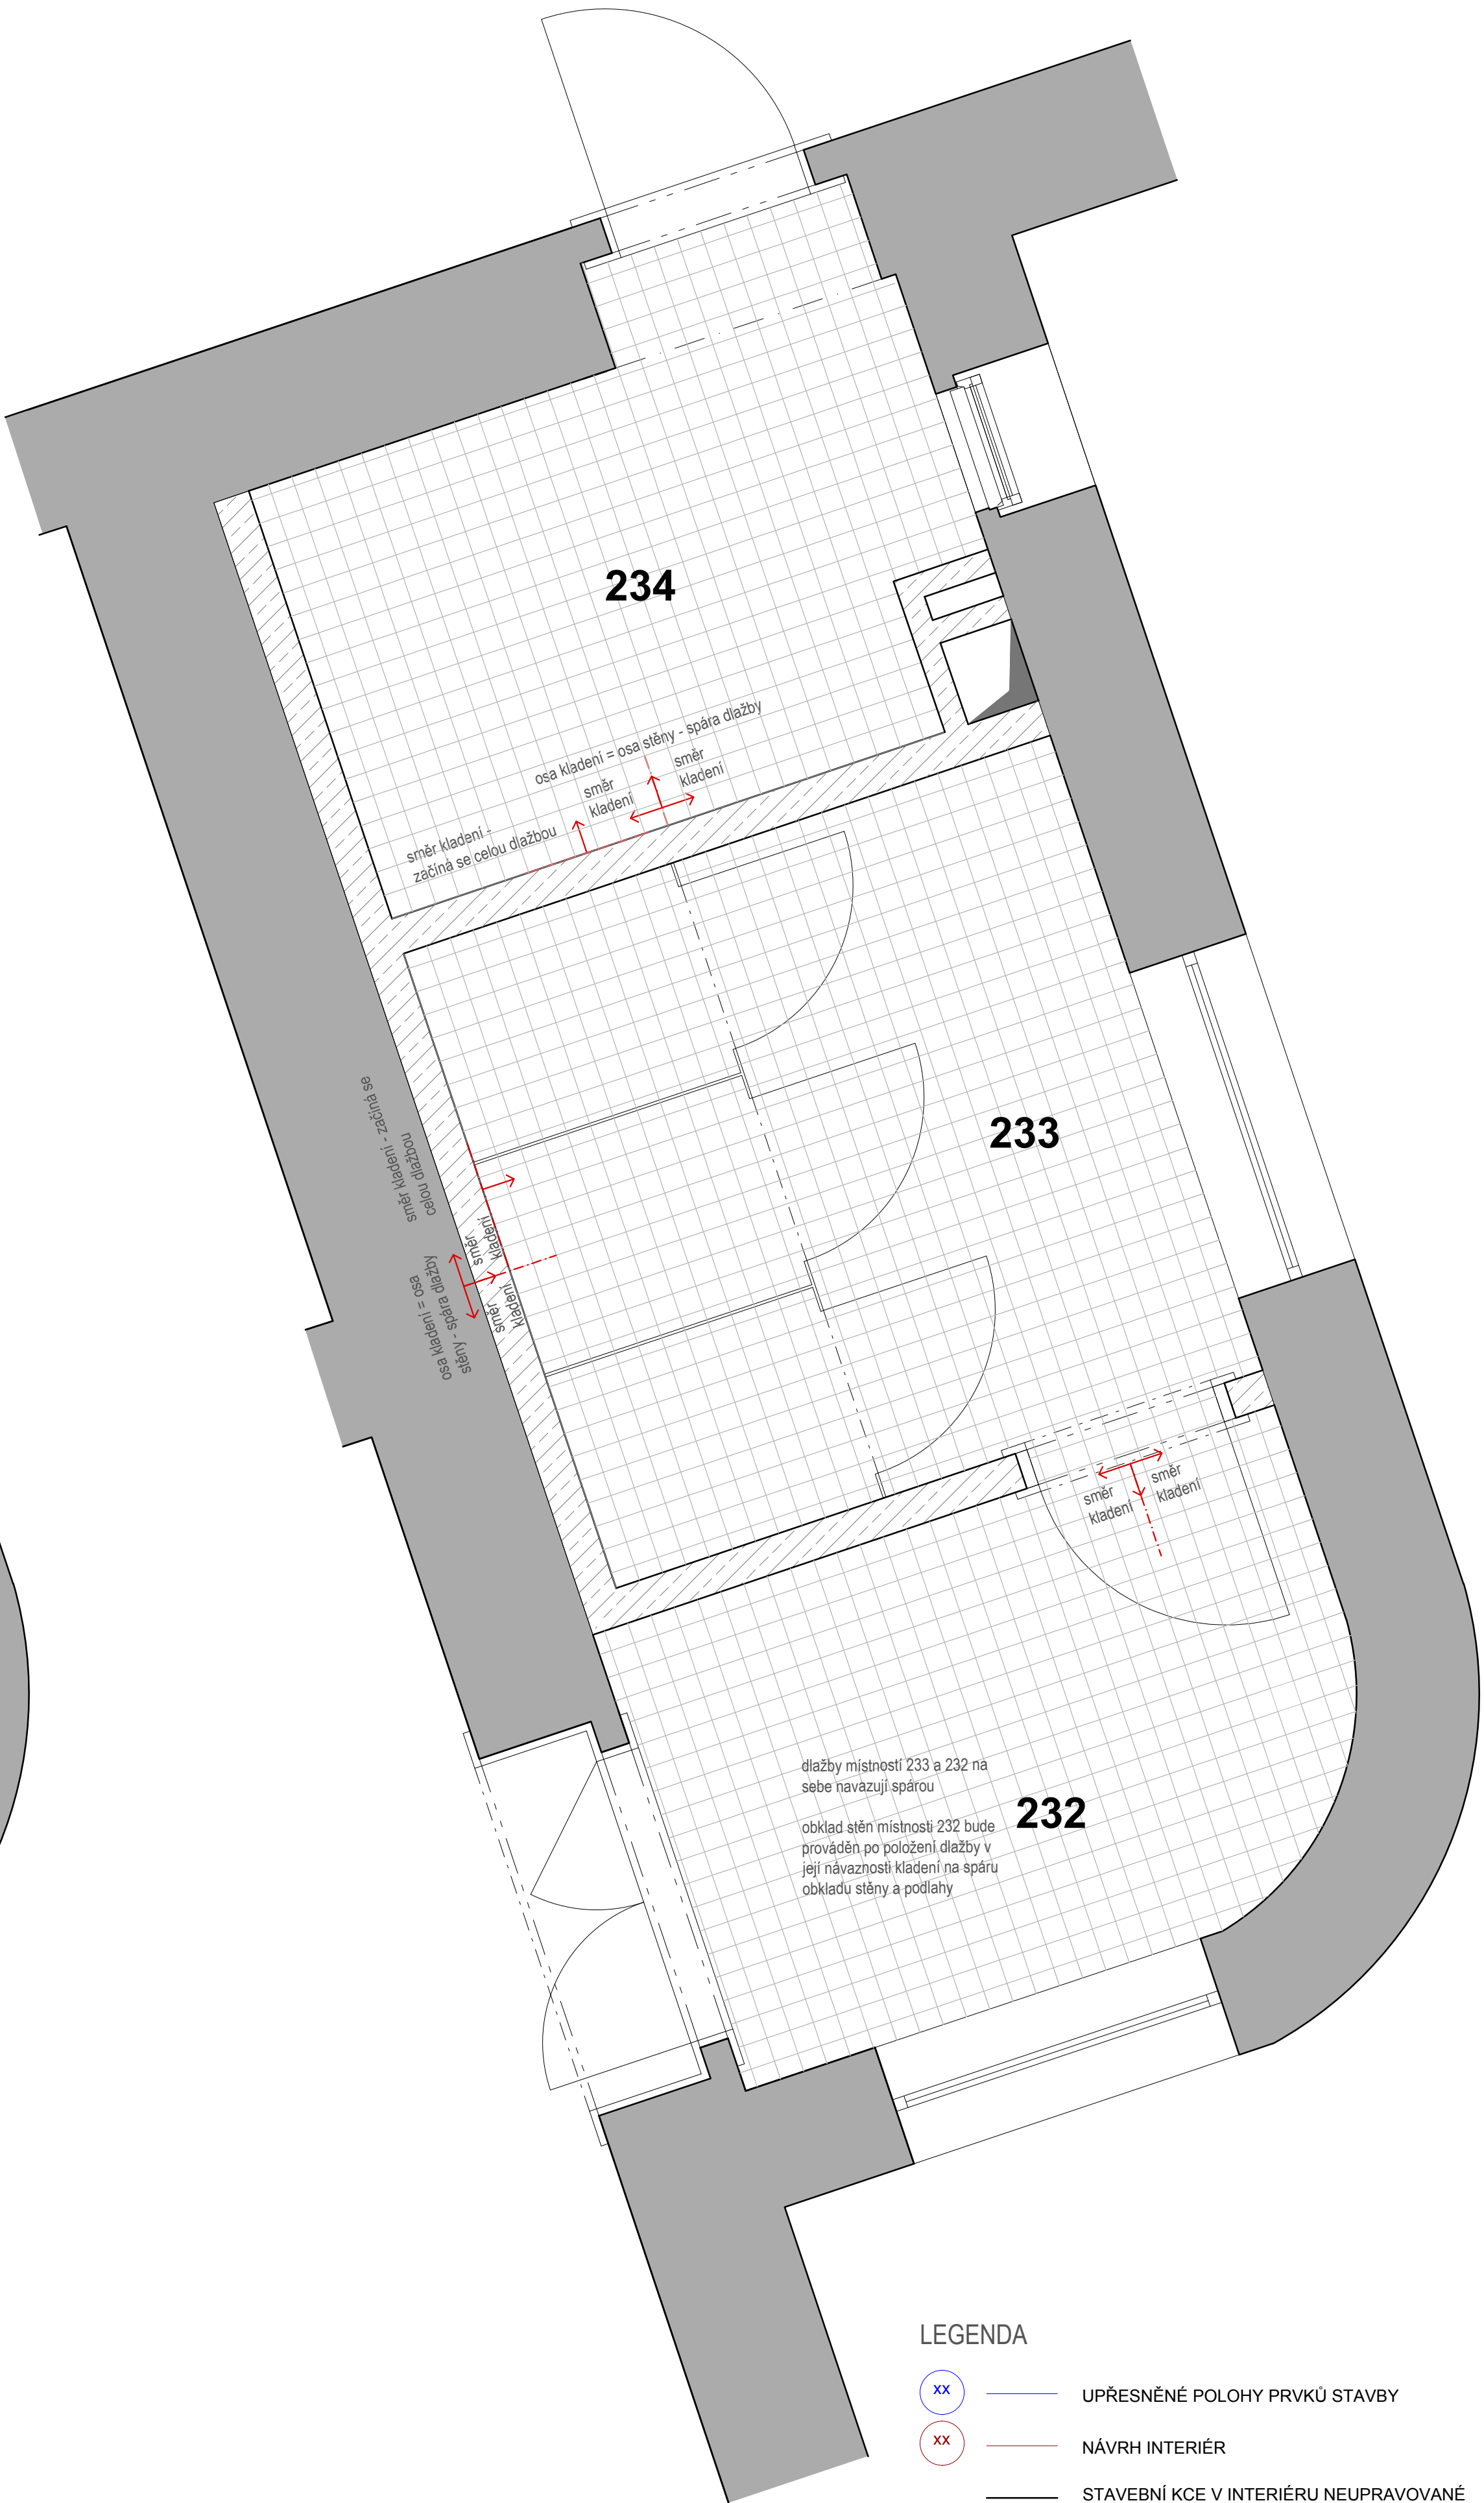 234
osa kladení = osa stěny - spára dlažby
směr
kladení
směr
kladení
směr kladení -
začíná se celou dlažbou
233
směr kladení - začíná se
celou dlažbou
směr
kladení
osa kladení = osa
stěny - spára dlažby
směr
kladení
směr
kladení
směr
kladení
dlažby místností 233 a 232 na
sebe navazují spárou
232
obklad stěn místnosti 232 bude
prováděn po položení dlažby v
její návaznosti kladení na spáru
obkladu stěny a podlahy
LEGENDA
XX
UPŘESNĚNÉ POLOHY PRVKŮ STAVBY
XX
NÁVRH INTERIÉR
STAVEBNÍ KCE V INTERIÉRU NEUPRAVOVANÉ